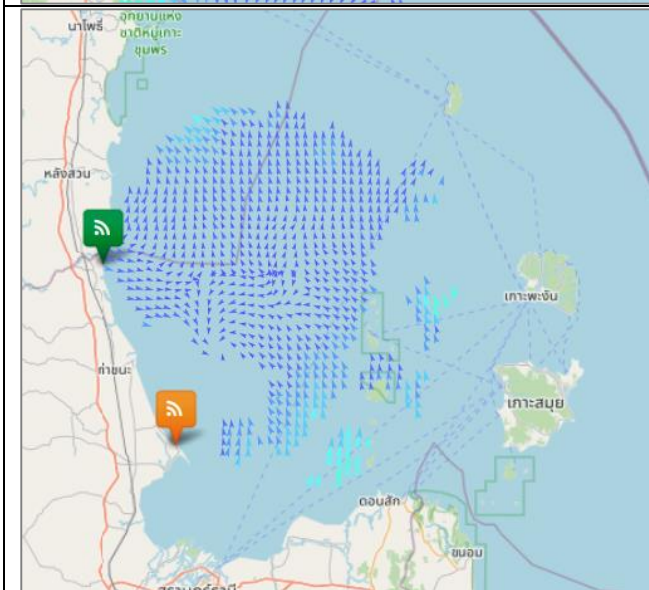 นาโพธิ์
อุทยานแห่ง
ชาติหมู่เกาะ
ชุมพร
หลังสวน
เกาะพะงัน
ท่าชนะ
เกาะสมุย
ดอนสัก
ขนอม